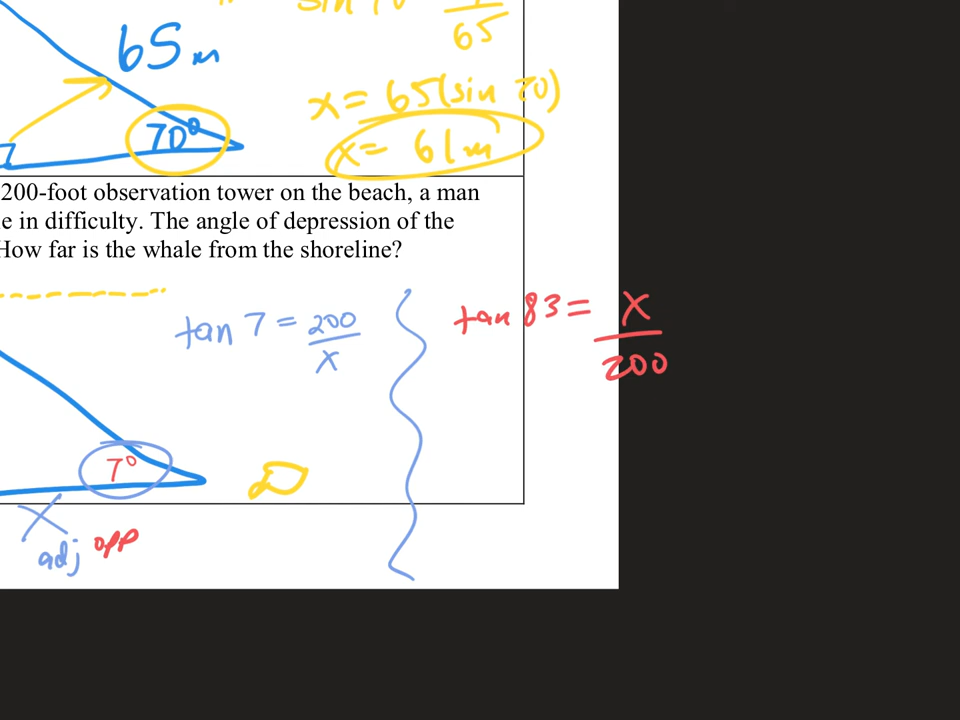 65
65 m
x = 65(sin 70)
70°
x = 61m
200-foot observation tower on the beach, a man
e in difficulty. The angle of depression of the
How far is the whale from the shoreline?
tan 7 = 200/x
tan 83 = x/200
7°
x
adj opp